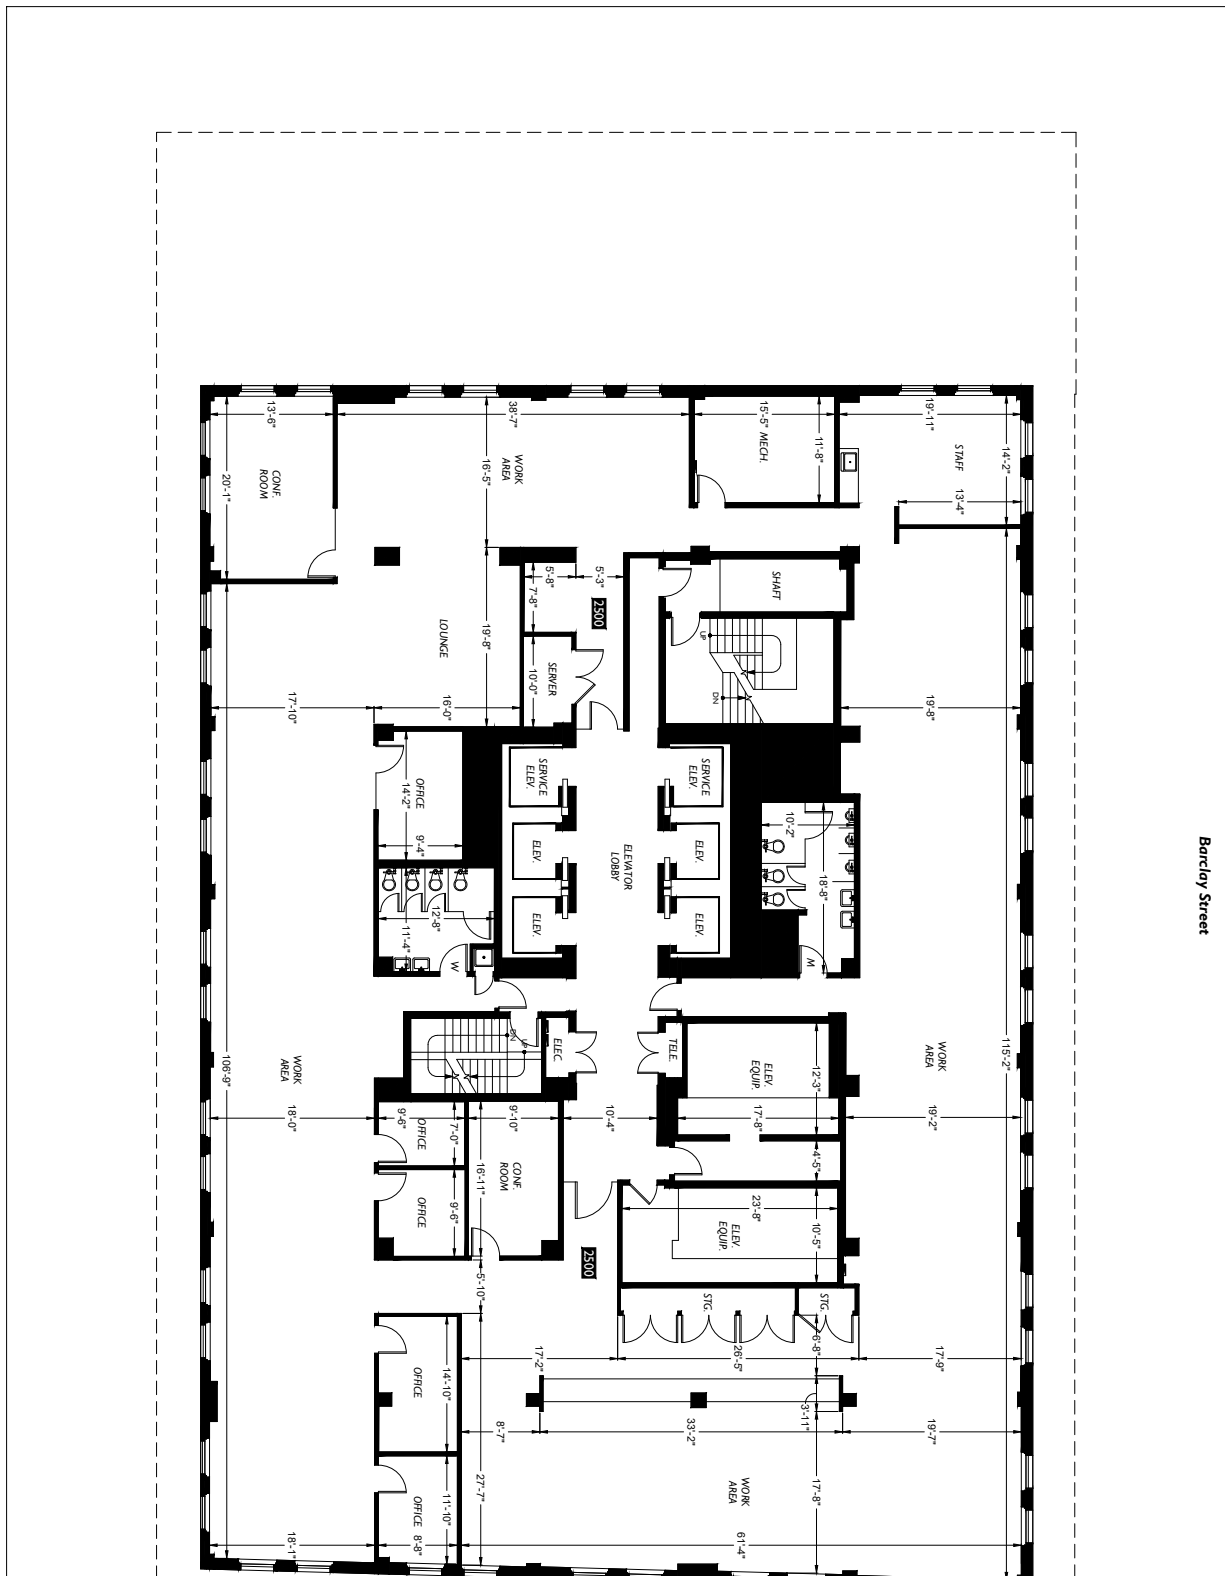 13'-6"
38'-7"
15'-5"
MECH.
11'-8"
19'-11"
STAFF
14'-2"
13'-4"
20'-1"
CONF.
ROOM
16'-5"
WORK
AREA
5'-8"
5'-3"
7'-8"
2500
SHAFT
LOUNGE
19'-8"
SERVER
10'-0"
UP
DN
17'-10"
16'-0"
19'-8"
OFFICE
14'-2"
9'-4"
SERVICE
ELEV.
SERVICE
ELEV.
10'-2"
18'-8"
ELEV.
ELEVATOR
LOBBY
ELEV.
Barclay Street
12'-8"
11'-4"
W
ELEV.
ELEV.
M
106'-9"
WORK
AREA
DN
UP
ELEC.
TELE.
ELEV.
EQUIP.
12'-3"
WORK
AREA
115'-2"
18'-0"
9'-6"
OFFICE
7'-0"
9'-10"
10'-4"
17'-8"
19'-2"
4'-5"
16'-11"
CONF.
ROOM
OFFICE
9'-6"
23'-8"
ELEV.
EQUIP.
10'-5"
5'-10"
2500
STG.
STG.
6'-8"
17'-2"
26'-5"
17'-9"
OFFICE
14'-10"
3'-11"
8'-7"
33'-2"
19'-7"
27'-7"
WORK
AREA
17'-8"
OFFICE
11'-10"
18'-1"
8'-8"
61'-4"